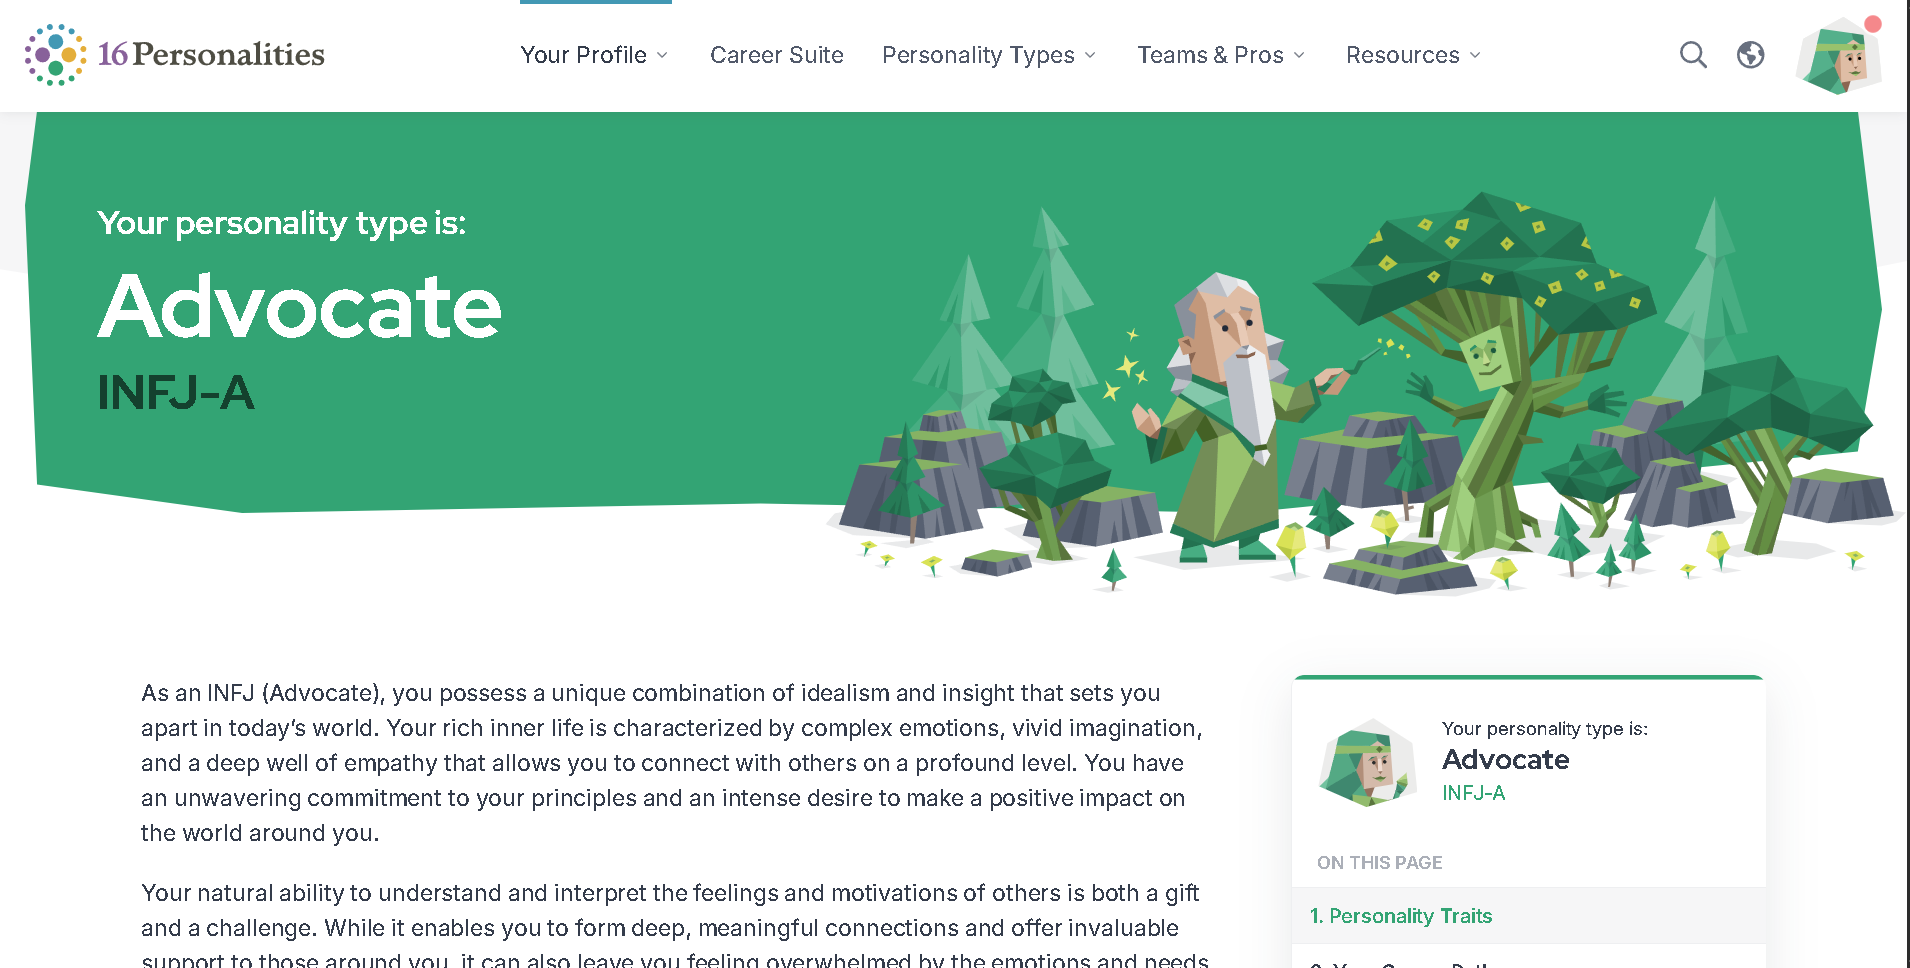 16Personalities
Your Profile
Career Suite
Personality Types
Teams & Pros
Resources
Your personality type is:
Advocate
INFJ-A
As an INFJ (Advocate), you possess a unique combination of idealism and insight that sets you
apart in today’s world. Your rich inner life is characterized by complex emotions, vivid imagination,
and a deep well of empathy that allows you to connect with others on a profound level. You have
an unwavering commitment to your principles and an intense desire to make a positive impact on
the world around you.
Your natural ability to understand and interpret the feelings and motivations of others is both a gift
and a challenge. While it enables you to form deep, meaningful connections and offer invaluable
support to those around you, it can also leave you feeling overwhelmed by the emotions and needs
Your personality type is:
Advocate
INFJ-A
ON THIS PAGE
1. Personality Traits